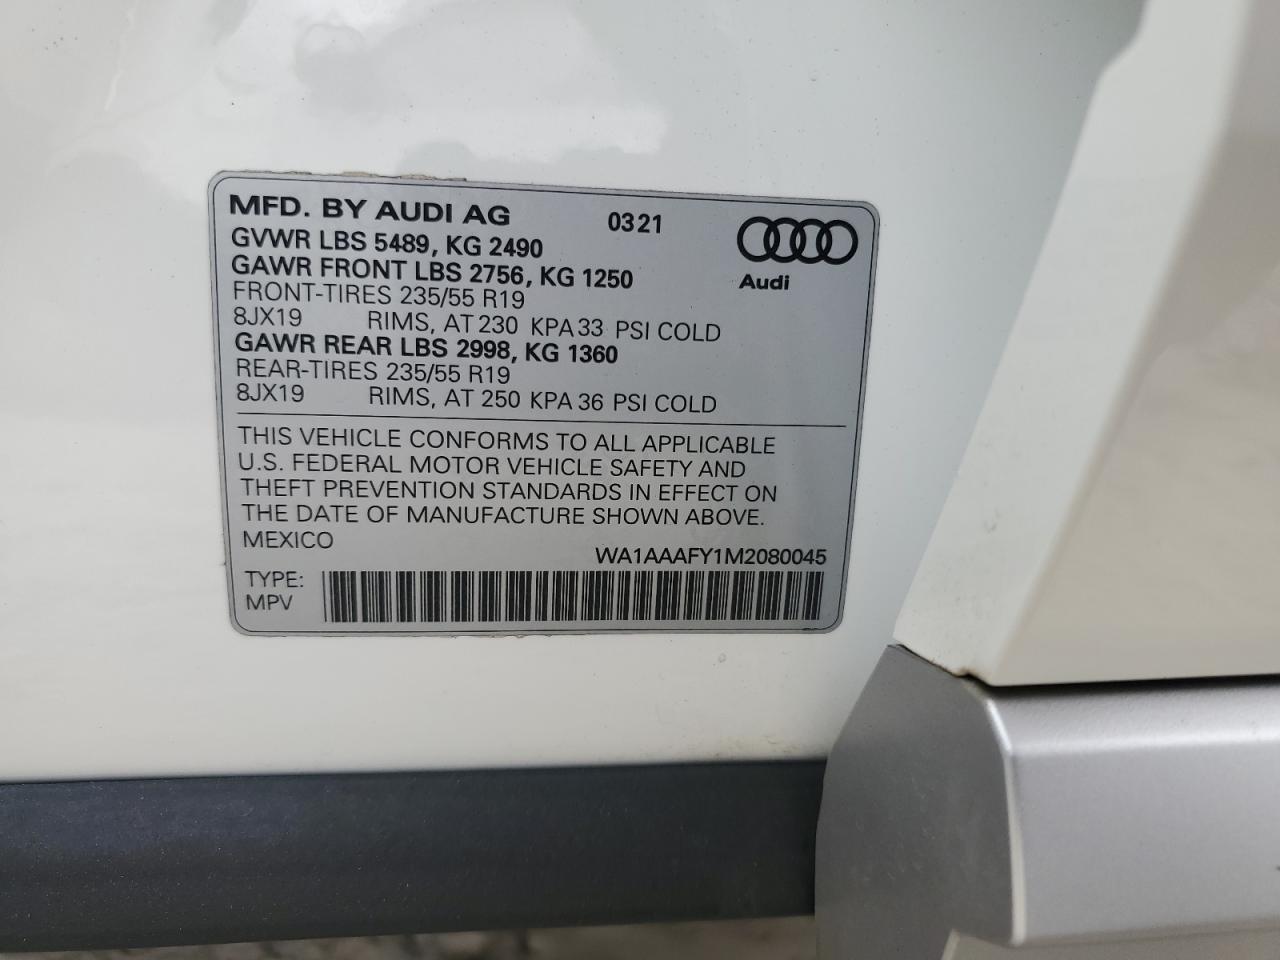 MFD. BY AUDI AG 0321
GVWR LBS 5489, KG 2490
GAWR FRONT LBS 2756, KG 1250
Audi
FRONT-TIRES 235/55 R19
8JX19 RIMS, AT 230 KPA 33 PSI COLD
GAWR REAR LBS 2998, KG 1360
REAR-TIRES 235/55 R19
8JX19 RIMS, AT 250 KPA 36 PSI COLD
THIS VEHICLE CONFORMS TO ALL APPLICABLE
U.S. FEDERAL MOTOR VEHICLE SAFETY AND
THEFT PREVENTION STANDARDS IN EFFECT ON
THE DATE OF MANUFACTURE SHOWN ABOVE.
MEXICO WA1AAAFY1M2080045
TYPE:
MPV